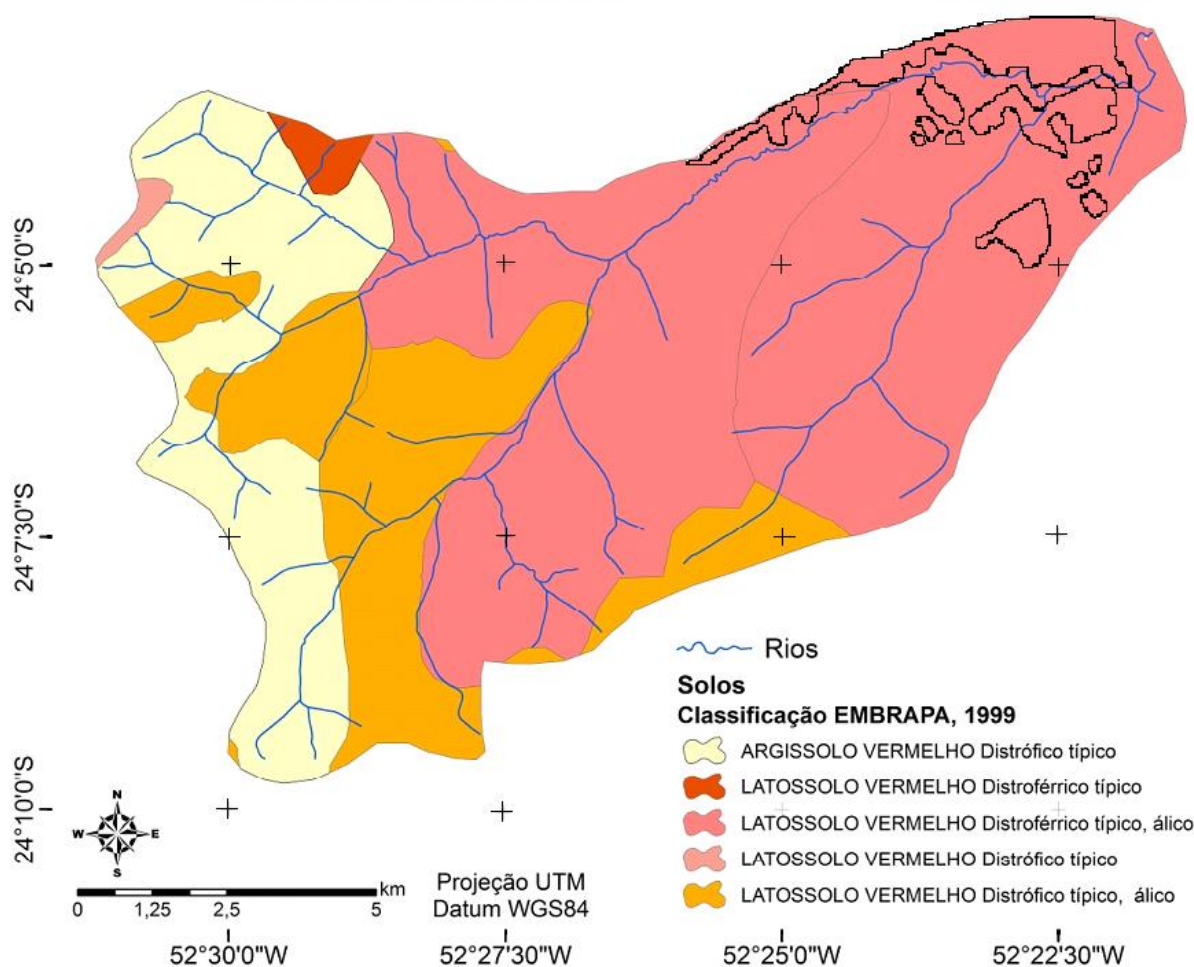 24°5'0"S
24°7'30"S
24°10'0"S
Rios
Solos
Classificação EMBRAPA, 1999
ARGISSOLO VERMELHO Distrófico típico
LATOSSOLO VERMELHO Distroférrico típico
LATOSSOLO VERMELHO Distroférrico típico, álico
LATOSSOLO VERMELHO Distrófico típico
LATOSSOLO VERMELHO Distrófico típico, álico
N
W E
S
km
0 1,25 2,5 5
Projeção UTM
Datum WGS84
52°30'0"W 52°27'30"W 52°25'0"W 52°22'30"W